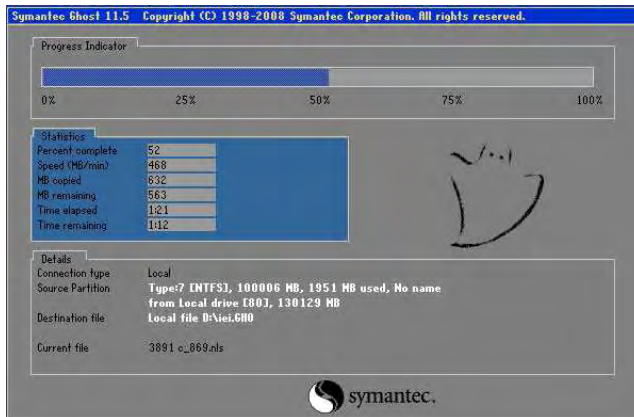 Symantec Ghost 11.5   Copyright (C) 1998-2008 Symantec Corporation. All rights reserved.
Progress Indicator
0% 25% 50% 75% 100%
Statistics
Percent complete 52
Speed (MB/min) 468
MB copied 632
MB remaining 563
Time elapsed 1:21
Time remaining 1:12
Details
Connection type Local
Source Partition Type:7 [NTFS], 100006 MB, 1951 MB used, No name
from Local drive [80], 130129 MB
Destination file Local file D:\iei.GHO
Current file 3891 c_869.nls
symantec.